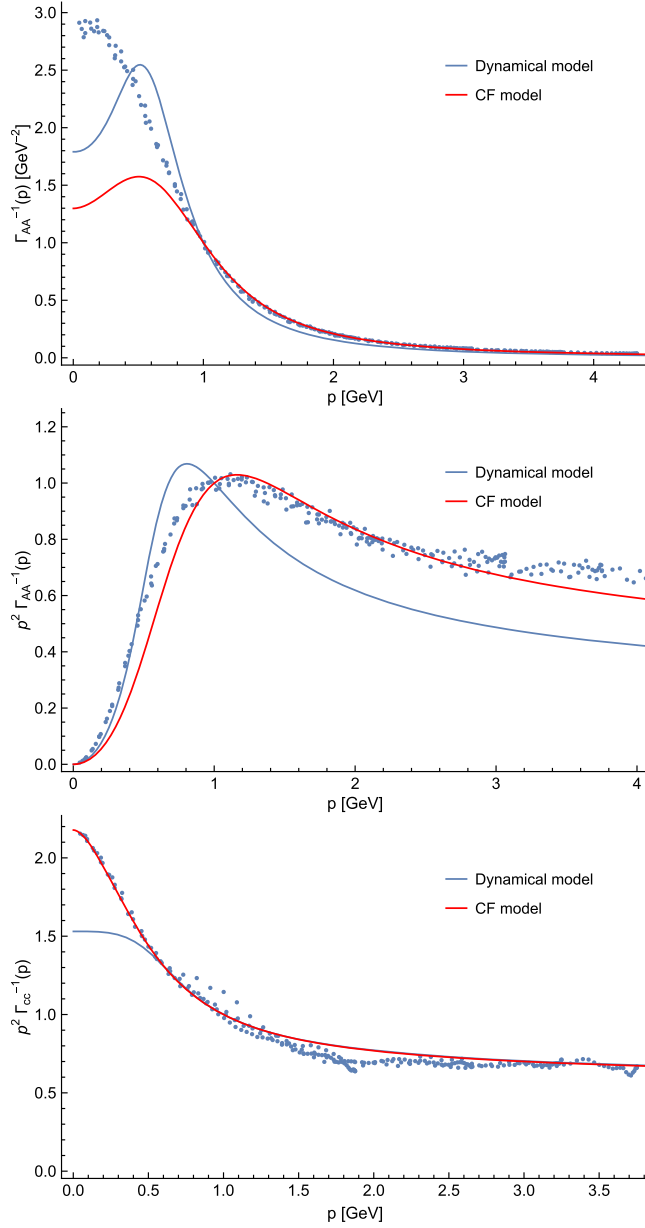 Γ_AA⁻¹(p) [GeV⁻²]
3.0
2.5
2.0
1.5
1.0
0.5
0.0
Dynamical model
CF model
0 1 2 3 4
p [GeV]
p² Γ_AA⁻¹(p)
1.2
1.0
0.8
0.6
0.4
0.2
0.0
Dynamical model
CF model
0 1 2 3 4
p [GeV]
p² Γ_cc⁻¹(p)
2.0
1.5
1.0
0.5
0.0
Dynamical model
CF model
0.0 0.5 1.0 1.5 2.0 2.5 3.0 3.5
p [GeV]